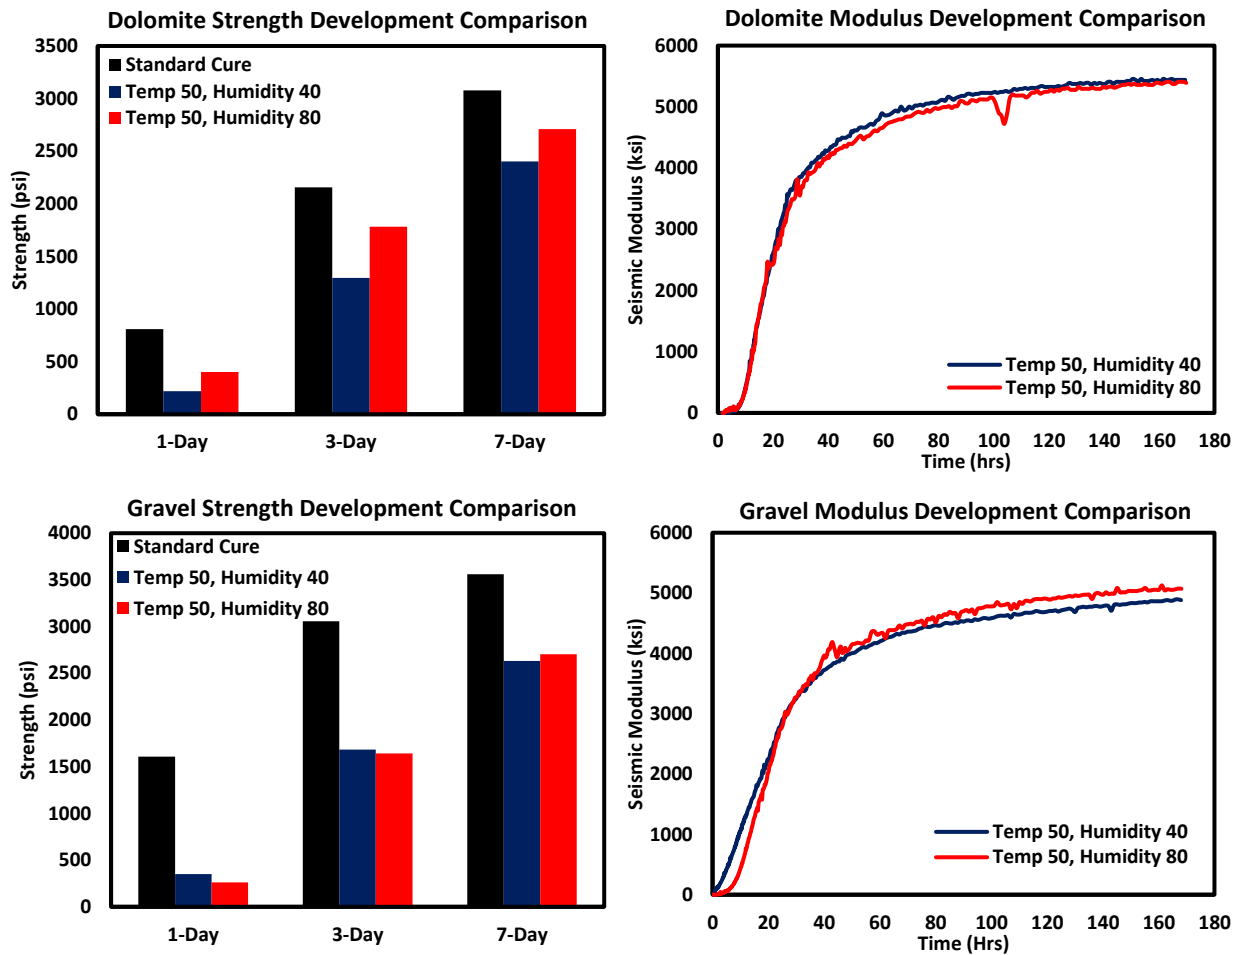 Dolomite Strength Development Comparison
3500
3000
2500
2000
1500
1000
500
0
Strength (psi)
Standard Cure
Temp 50, Humidity 40
Temp 50, Humidity 80
1-Day 3-Day 7-Day
Dolomite Modulus Development Comparison
6000
5000
4000
3000
2000
1000
0
Seismic Modulus (ksi)
Temp 50, Humidity 40
Temp 50, Humidity 80
0 20 40 60 80 100 120 140 160 180
Time (hrs)
Gravel Strength Development Comparison
4000
3500
3000
2500
2000
1500
1000
500
0
Strength (psi)
Standard Cure
Temp 50, Humidity 40
Temp 50, Humidity 80
1-Day 3-Day 7-Day
Gravel Modulus Development Comparison
6000
5000
4000
3000
2000
1000
0
Seismic Modulus (ksi)
Temp 50, Humidity 40
Temp 50, Humidity 80
0 20 40 60 80 100 120 140 160 180
Time (Hrs)